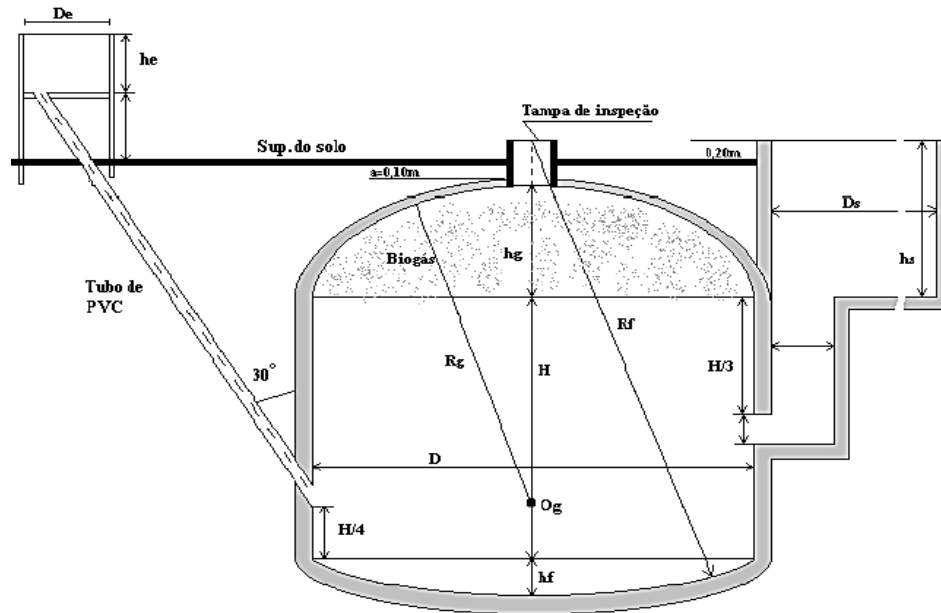 De
he
Tampa de inspeção
Sup.do solo
0,20m
a=0,10m
Ds
hs
hg
Biogás
Tubo de
PVC
Rf
Rg
H
H/3
30°
D
Og
H/4
hf